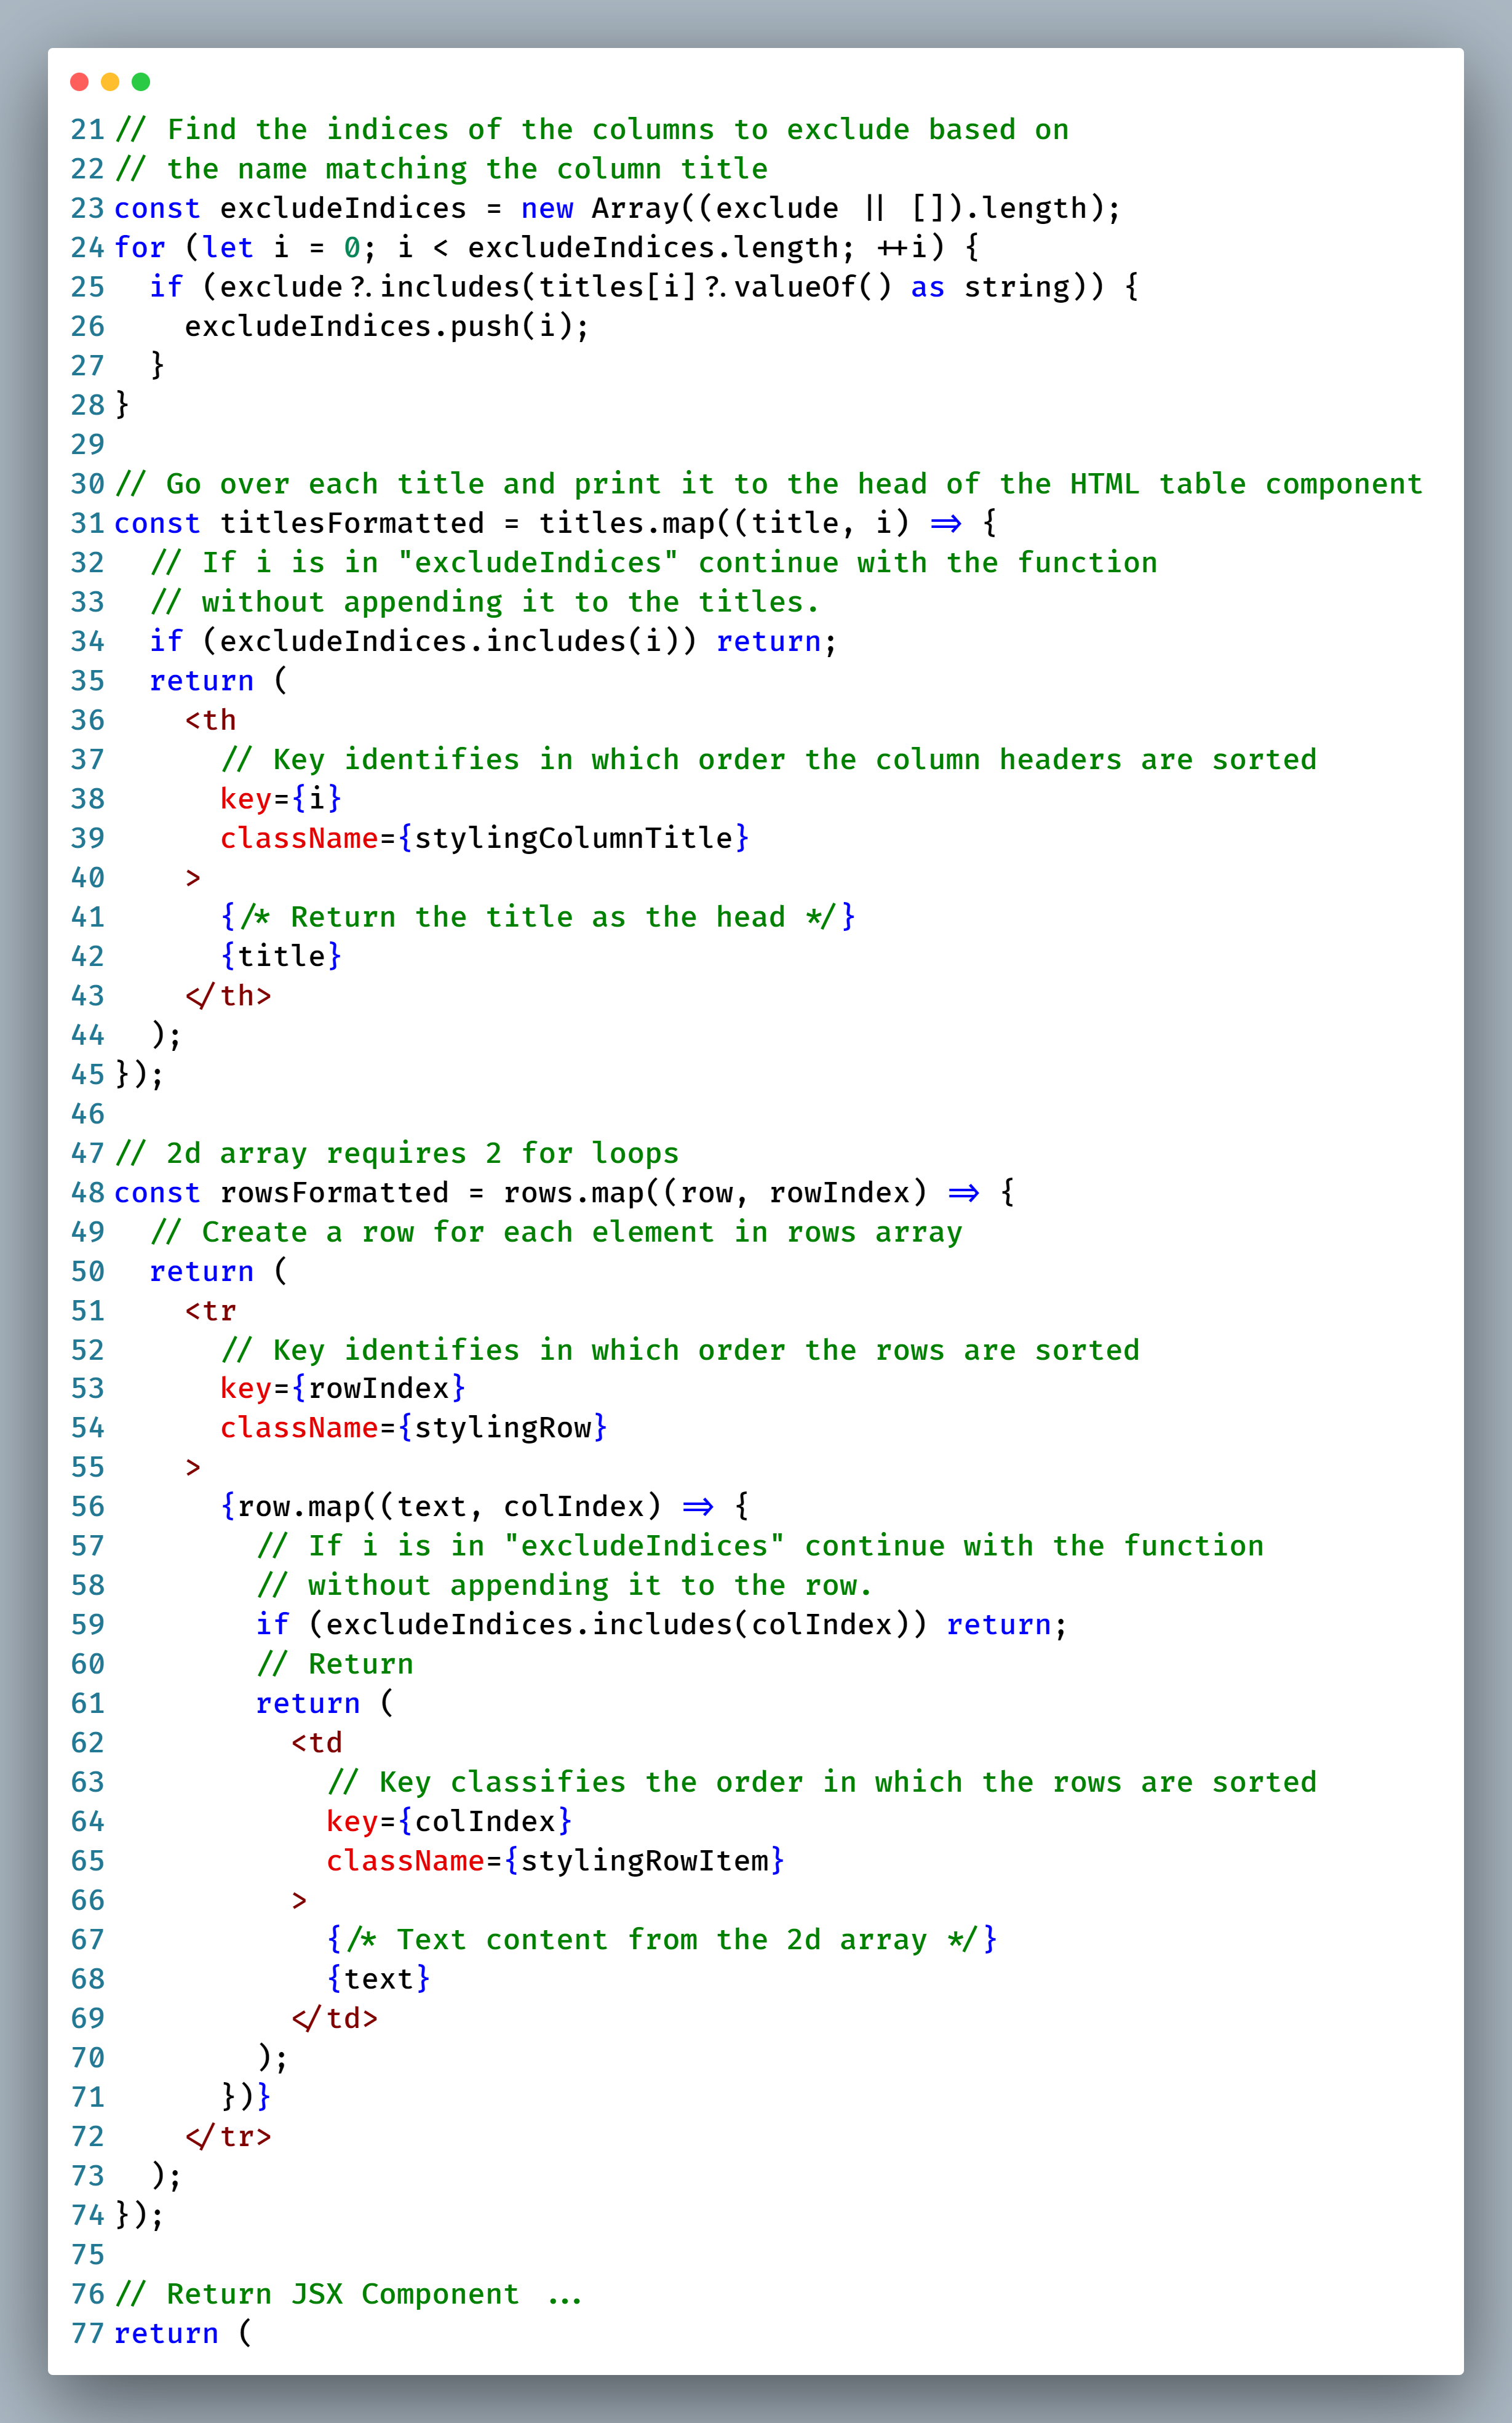 21 // Find the indices of the columns to exclude based on
22 // the name matching the column title
23 const excludeIndices = new Array((exclude || []).length);
24 for (let i = 0; i < excludeIndices.length; ++i) {
25   if (exclude?.includes(titles[i]?.valueOf() as string)) {
26     excludeIndices.push(i);
27   }
28 }
29
30 // Go over each title and print it to the head of the HTML table component
31 const titlesFormatted = titles.map((title, i) => {
32   // If i is in "excludeIndices" continue with the function
33   // without appending it to the titles.
34   if (excludeIndices.includes(i)) return;
35   return (
36     <th
37       // Key identifies in which order the column headers are sorted
38       key={i}
39       className={stylingColumnTitle}
40     >
41       {/* Return the title as the head */}
42       {title}
43     </th>
44   );
45 });
46
47 // 2d array requires 2 for loops
48 const rowsFormatted = rows.map((row, rowIndex) => {
49   // Create a row for each element in rows array
50   return (
51     <tr
52       // Key identifies in which order the rows are sorted
53       key={rowIndex}
54       className={stylingRow}
55     >
56       {row.map((text, colIndex) => {
57         // If i is in "excludeIndices" continue with the function
58         // without appending it to the row.
59         if (excludeIndices.includes(colIndex)) return;
60         // Return
61         return (
62           <td
63             // Key classifies the order in which the rows are sorted
64             key={colIndex}
65             className={stylingRowItem}
66           >
67             {/* Text content from the 2d array */}
68             {text}
69           </td>
70         );
71       })}
72     </tr>
73   );
74 });
75
76 // Return JSX Component ...
77 return (